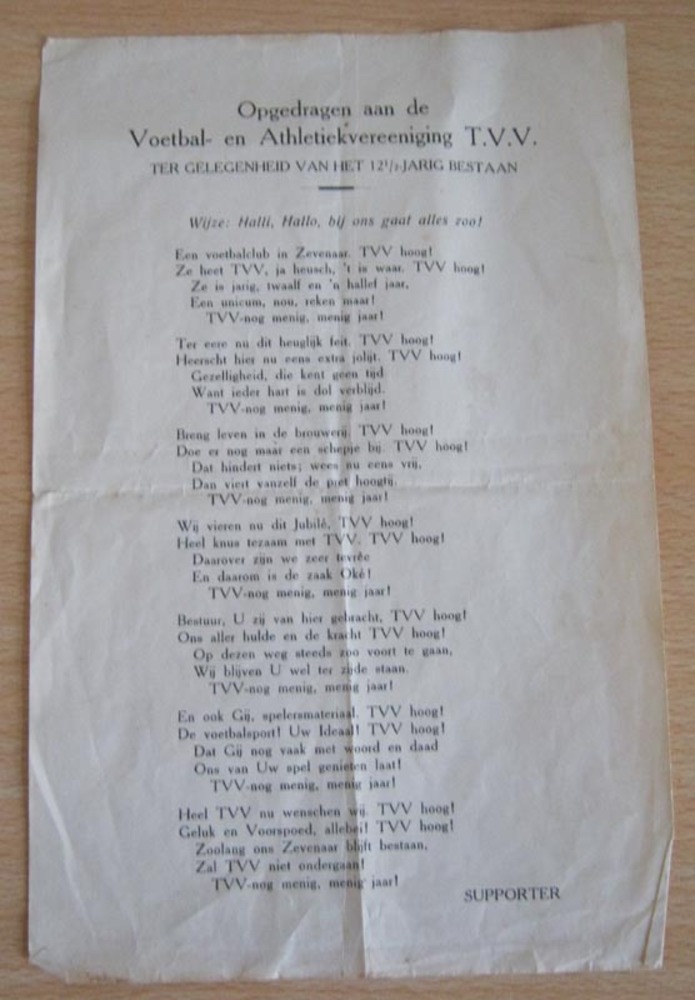 Opgedragen aan de
Voetbal- en Athletiekvereeniging T.V.V.
TER GELEGENHEID VAN HET 12½-JARIG BESTAAN
Wijze: Halli, Hallo, bij ons gaat alles zoo!
Een voetbalclub in Zevenaar. TVV hoog!
Ze heet TVV, ja heusch, 't is waar. TVV hoog!
Ze is jarig, twaalf en 'n hallef jaar,
Een unicum, nou, reken maar!
TVV-nog menig, menig jaar!
Ter eere nu dit heuglijk feit. TVV hoog!
Heerscht hier nu eens extra jolijt. TVV hoog!
Gezelligheid, die kent geen tijd
Want ieder hart is dol verblijd.
TVV-nog menig, menig jaar!
Breng leven in de brouwerij. TVV hoog!
Doe er nog maar een schepje bij. TVV hoog!
Dat hindert niets; wees nu eens vrij,
Dan viert vanzelf de pret hoogtij.
TVV-nog menig, menig jaar!
Wij vieren nu dit Jubilé, TVV hoog!
Heel knus tezaam met TVV. TVV hoog!
Daarover zijn we zeer tevrêe
En daarom is de zaak Oké!
TVV-nog menig, menig jaar!
Bestuur, U zij van hier gebracht, TVV hoog!
Ons aller hulde en de kracht TVV hoog!
Op dezen weg steeds zoo voort te gaan,
Wij blijven U wel ter zijde staan.
TVV-nog menig, menig jaar!
En ook Gij, spelersmateriaal. TVV hoog!
De voetbalsport! Uw Ideaal! TVV hoog!
Dat Gij nog vaak met woord en daad
Ons van Uw spel genieten laat!
TVV-nog menig, menig jaar!
Heel TVV nu wenschen wij. TVV hoog!
Geluk en Voorspoed, allebei! TVV hoog!
Zoolang ons Zevenaar blijft bestaan,
Zal TVV niet ondergaan!
TVV-nog menig, menig jaar!
SUPPORTER